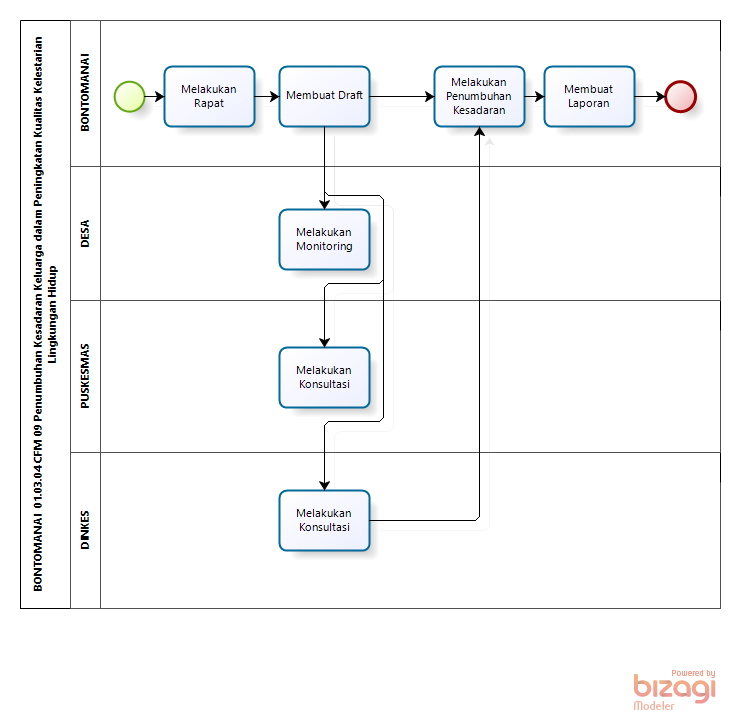 BONTOMANAI 01.03.04 CFM 09 Penumbuhan Kesadaran Keluarga dalam Peningkatan Kualitas Kelestarian
Lingkungan Hidup
BONTOMANAI
Melakukan
Rapat
Membuat Draft
Melakukan
Penumbuhan
Kesadaran
Membuat
Laporan
DESA
Melakukan
Monitoring
PUSKESMAS
Melakukan
Konsultasi
DINKES
Melakukan
Konsultasi
Powered by
bizagi
Modeler